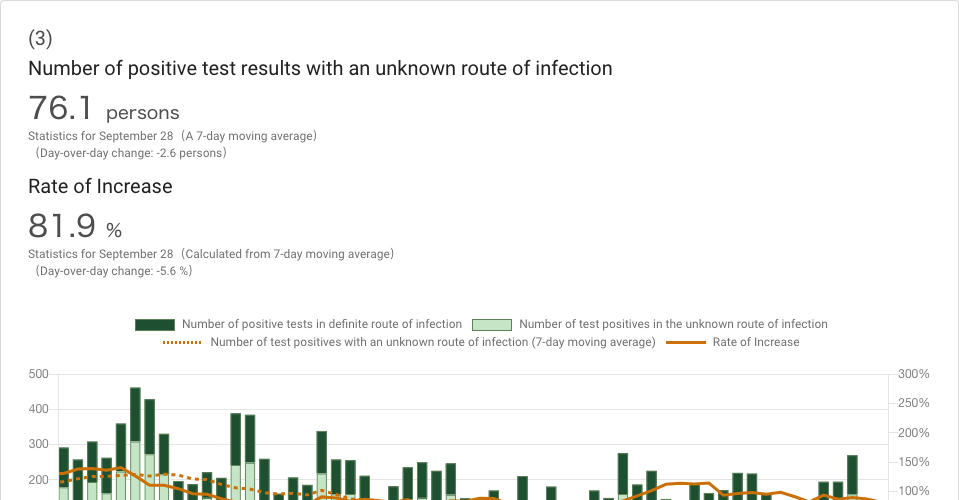 (3)
Number of positive test results with an unknown route of infection
76.1 persons
Statistics for September 28 (A 7-day moving average)
(Day-over-day change: -2.6 persons)
Rate of Increase
81.9 %
Statistics for September 28 (Calculated from 7-day moving average)
(Day-over-day change: -5.6 %)
Number of positive tests in definite route of infection Number of test positives in the unknown route of infection
Number of test positives with an unknown route of infection (7-day moving average) Rate of Increase
500 300%
250%
400
200%
300
150%
200
100%